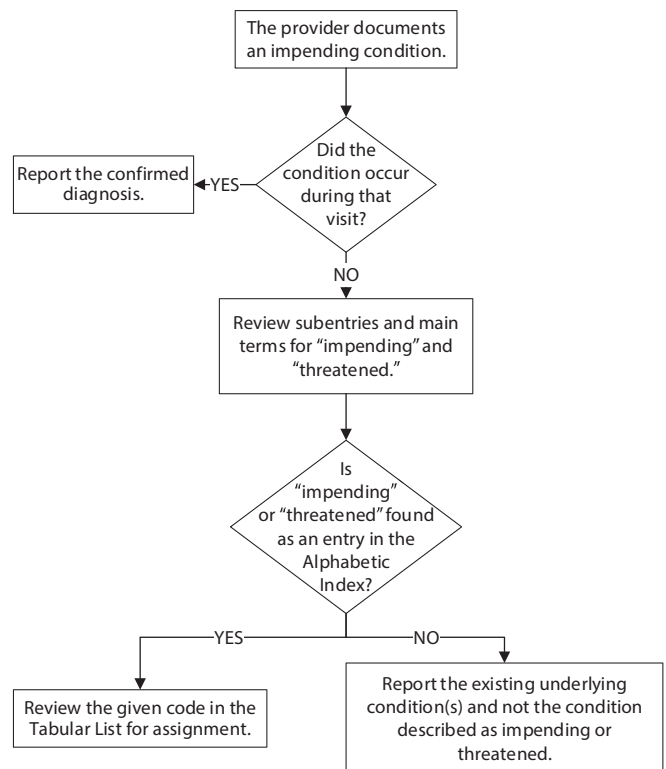 The provider documents
an impending condition.
Did the
condition occur
during that
visit?
YES
Report the confirmed
diagnosis.
NO
Review subentries and main
terms for “impending” and
“threatened.”
Is
“impending”
or “threatened” found
as an entry in the
Alphabetic
Index?
YES
NO
Review the given code in the
Tabular List for assignment.
Report the existing underlying
condition(s) and not the condition
described as impending or
threatened.